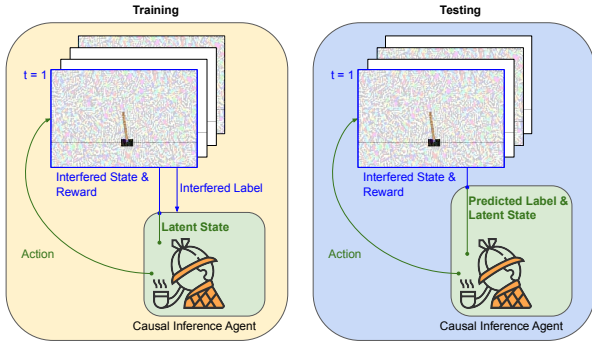 Training
t = 1
Interfered State &
Reward
Interfered Label
Latent State
Action
Causal Inference Agent
Testing
t = 1
Interfered State &
Reward
Predicted Label &
Latent State
Action
Causal Inference Agent